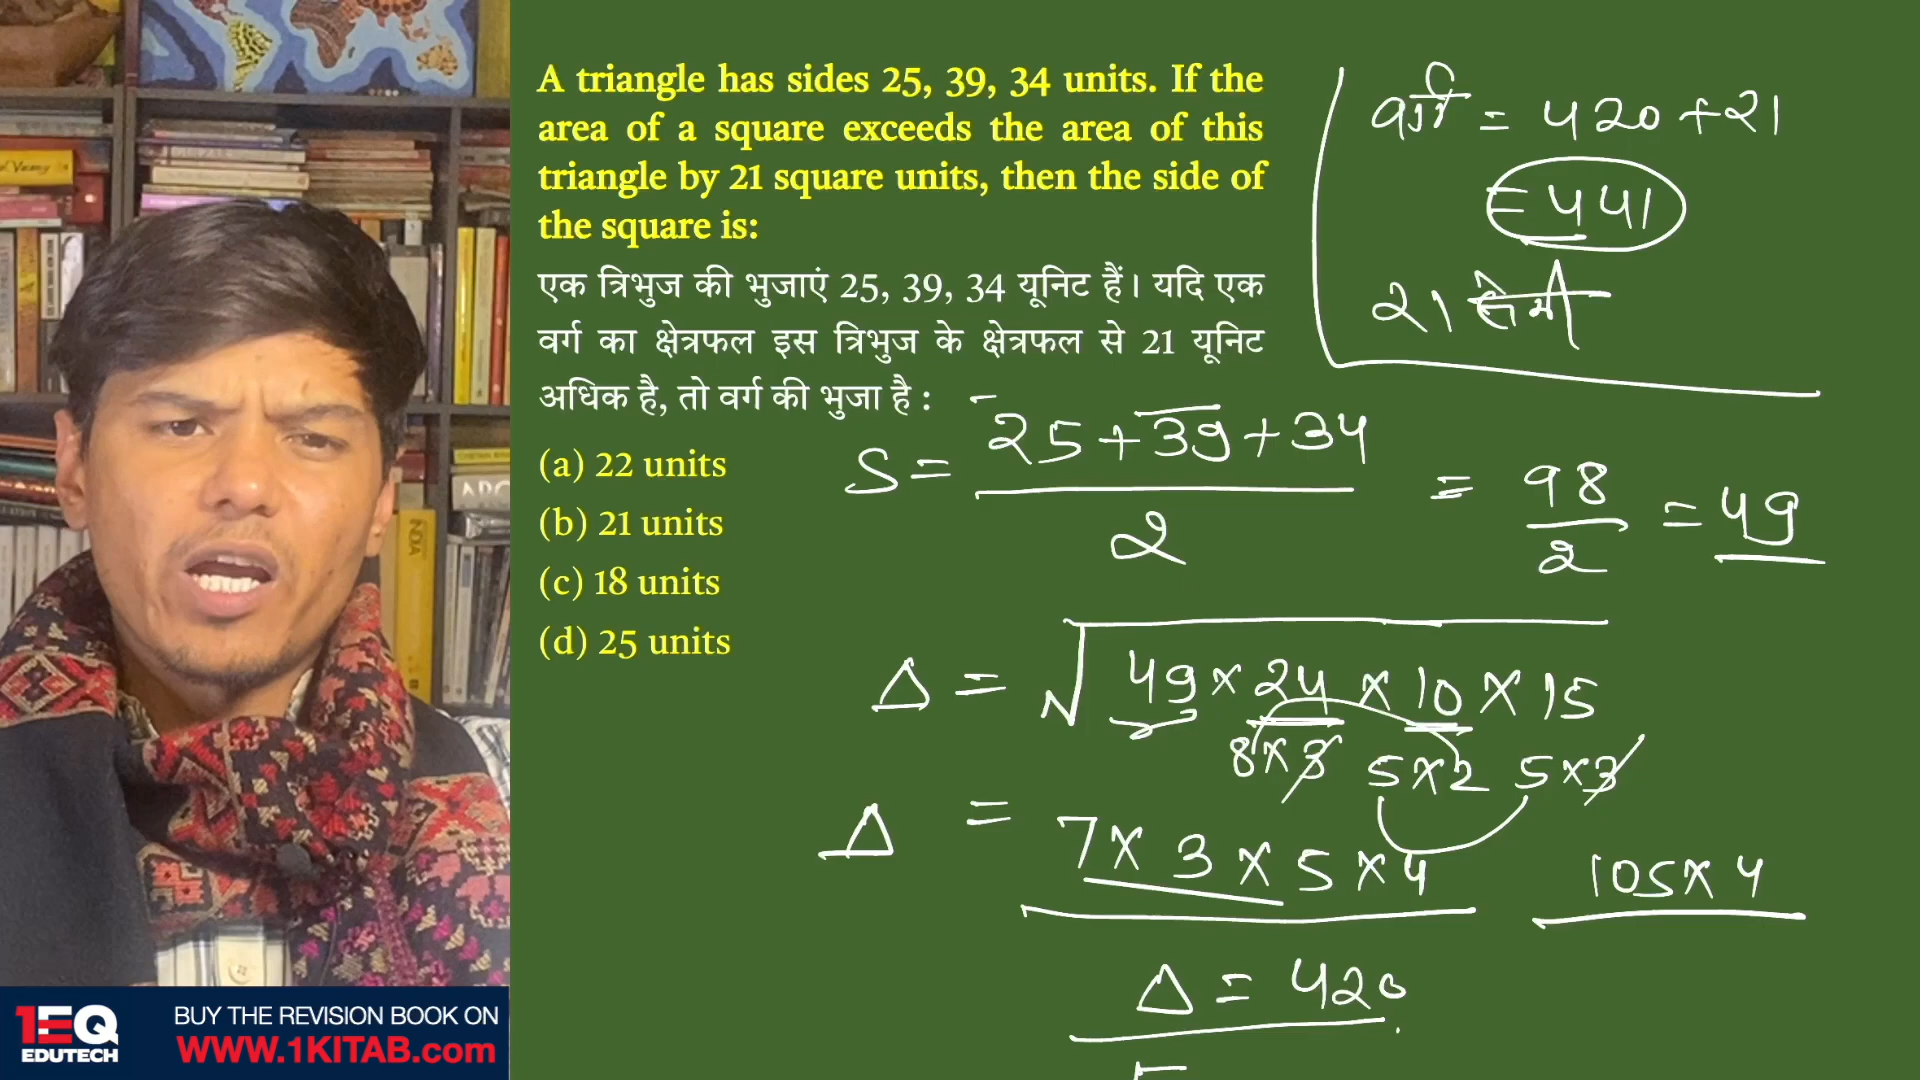 A triangle has sides 25, 39, 34 units. If the
area of a square exceeds the area of this
triangle by 21 square units, then the side of
the square is:
एक त्रिभुज की भुजाएं 25, 39, 34 यूनिट हैं। यदि एक
वर्ग का क्षेत्रफल इस त्रिभुज के क्षेत्रफल से 21 यूनिट
अधिक है, तो वर्ग की भुजा है :
(a) 22 units
(b) 21 units
(c) 18 units
(d) 25 units
वर्ग = 420 + 21
= 441
21 सेमी
S = 25 + 39 + 34 / 2 = 98 / 2 = 49
Δ = √49 × 24 × 10 × 15
8 × 3 5 × 2 5 × 3
Δ = 7 × 3 × 5 × 4
105 × 4
Δ = 420
1EQ
EDUTECH
BUY THE REVISION BOOK ON
WWW.1KITAB.com